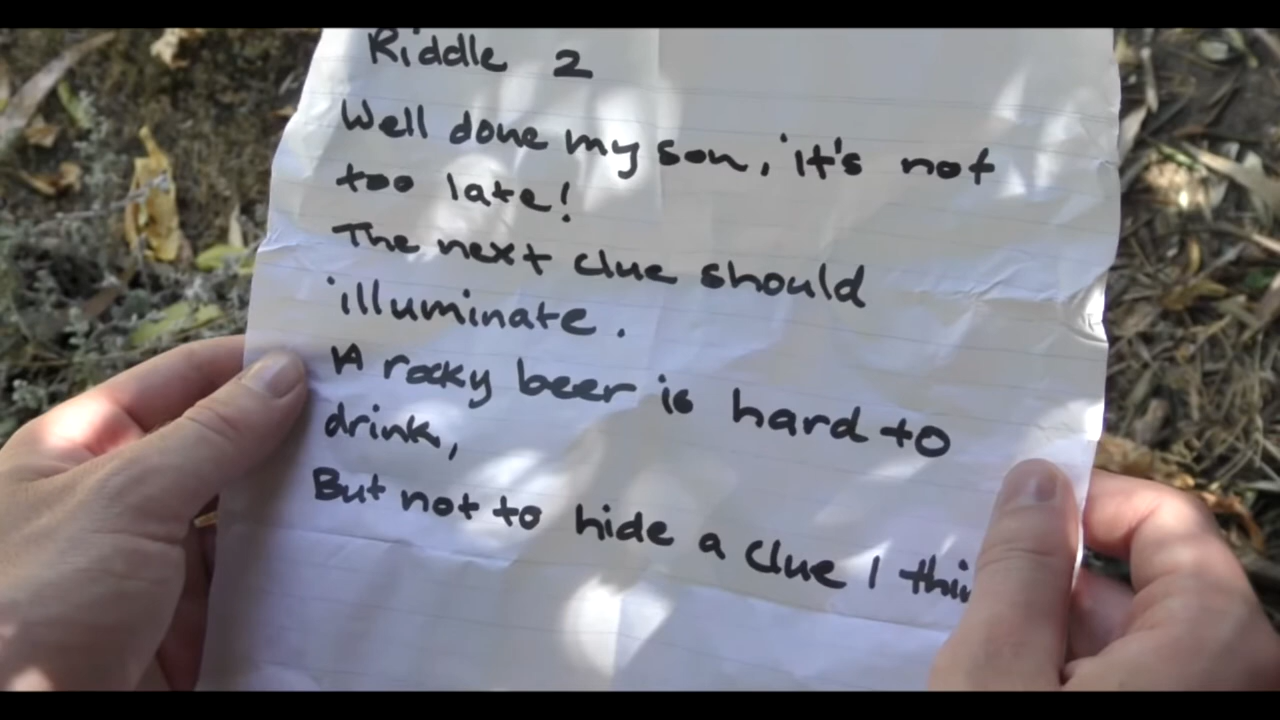 Riddle 2
Well done my son, it's not
too late!
The next clue should
illuminate.
A rocky beer is hard to
drink,
But not to hide a clue I